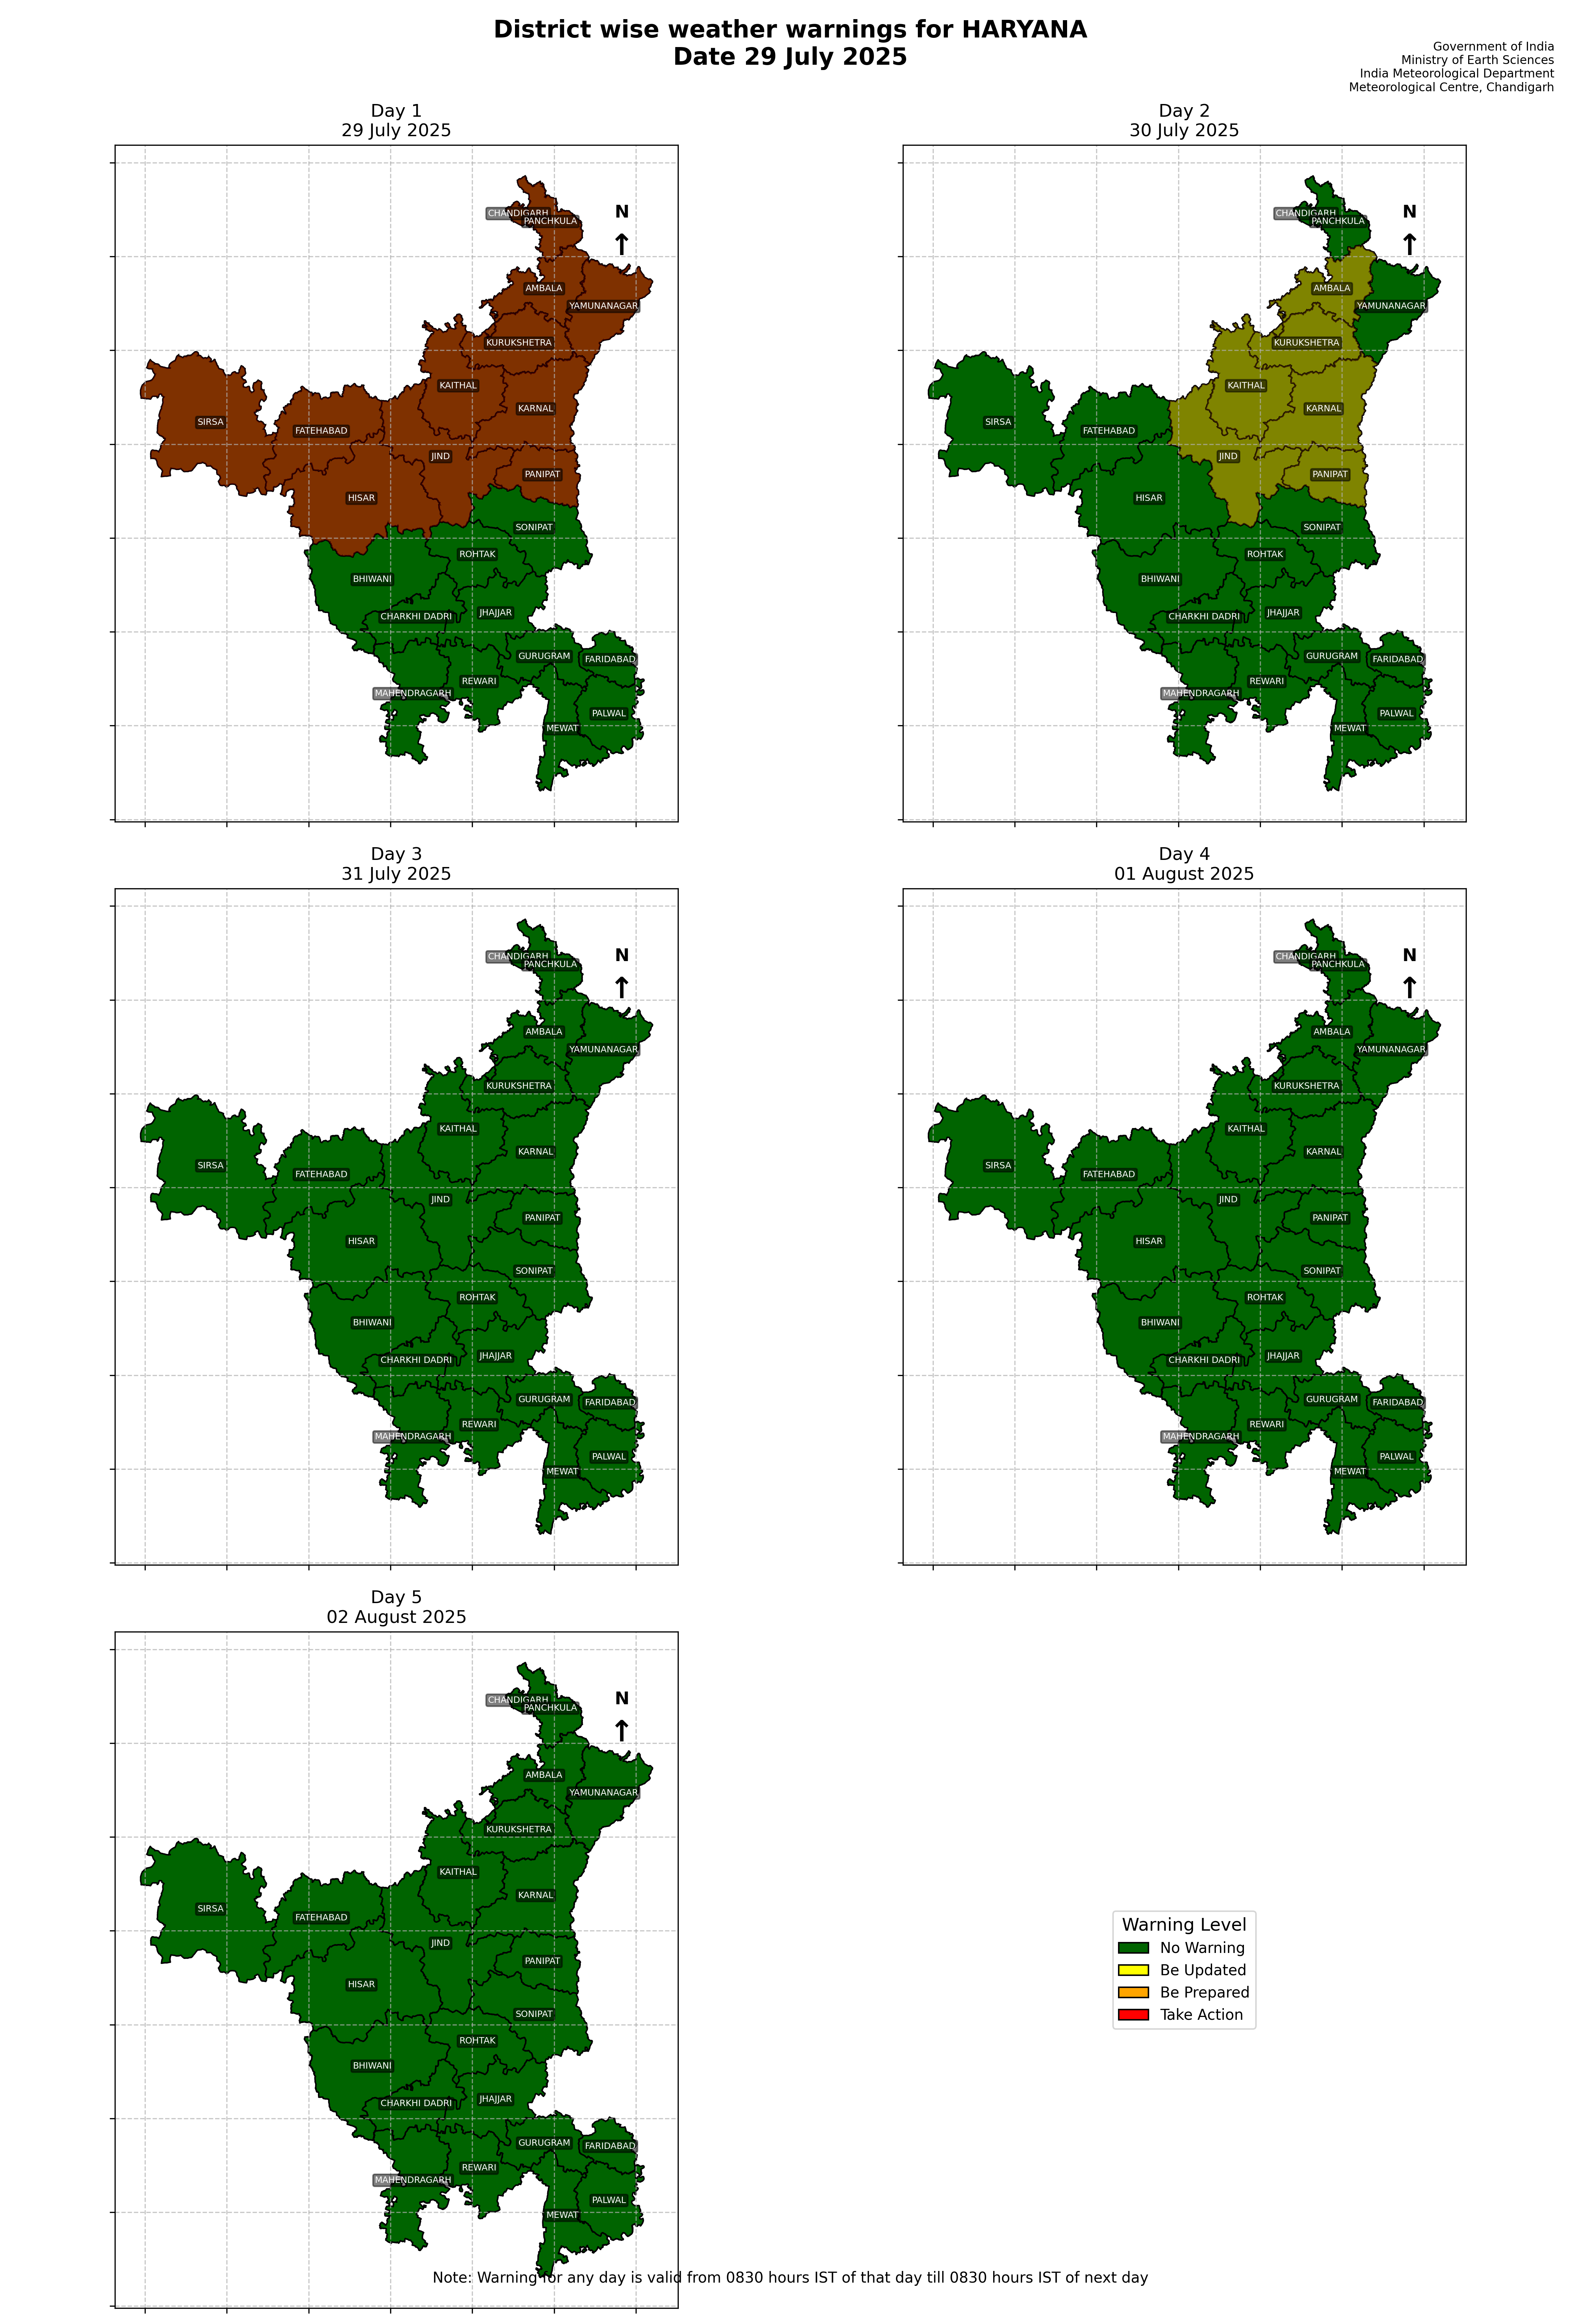 District wise weather warnings for HARYANA
Date 29 July 2025
Government of India
Ministry of Earth Sciences
India Meteorological Department
Meteorological Centre, Chandigarh
Day 1
29 July 2025
CHANDIGARH
PANCHKULA
N
AMBALA
YAMUNANAGAR
KURUKSHETRA
KAITHAL
KARNAL
SIRSA
FATEHABAD
JIND
PANIPAT
HISAR
SONIPAT
ROHTAK
BHIWANI
JHAJJAR
CHARKHI DADRI
GURUGRAM
FARIDABAD
REWARI
MAHENDRAGARH
PALWAL
MEWAT
Day 2
30 July 2025
CHANDIGARH
PANCHKULA
N
AMBALA
YAMUNANAGAR
KURUKSHETRA
KAITHAL
KARNAL
SIRSA
FATEHABAD
JIND
PANIPAT
HISAR
SONIPAT
ROHTAK
BHIWANI
JHAJJAR
CHARKHI DADRI
GURUGRAM
FARIDABAD
REWARI
MAHENDRAGARH
PALWAL
MEWAT
Day 3
31 July 2025
CHANDIGARH
PANCHKULA
N
AMBALA
YAMUNANAGAR
KURUKSHETRA
KAITHAL
KARNAL
SIRSA
FATEHABAD
JIND
PANIPAT
HISAR
SONIPAT
ROHTAK
BHIWANI
JHAJJAR
CHARKHI DADRI
GURUGRAM
FARIDABAD
REWARI
MAHENDRAGARH
PALWAL
MEWAT
Day 4
01 August 2025
CHANDIGARH
PANCHKULA
N
AMBALA
YAMUNANAGAR
KURUKSHETRA
KAITHAL
KARNAL
SIRSA
FATEHABAD
JIND
PANIPAT
HISAR
SONIPAT
ROHTAK
BHIWANI
JHAJJAR
CHARKHI DADRI
GURUGRAM
FARIDABAD
REWARI
MAHENDRAGARH
PALWAL
MEWAT
Day 5
02 August 2025
CHANDIGARH
PANCHKULA
N
AMBALA
YAMUNANAGAR
KURUKSHETRA
KAITHAL
KARNAL
SIRSA
FATEHABAD
JIND
PANIPAT
HISAR
SONIPAT
ROHTAK
BHIWANI
JHAJJAR
CHARKHI DADRI
GURUGRAM
FARIDABAD
REWARI
MAHENDRAGARH
PALWAL
MEWAT
Warning Level
No Warning
Be Updated
Be Prepared
Take Action
Note: Warning for any day is valid from 0830 hours IST of that day till 0830 hours IST of next day